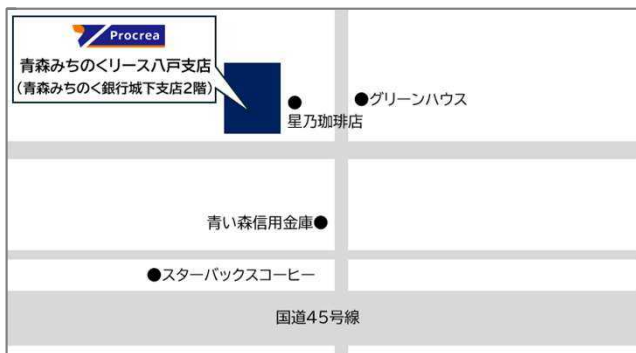 Procrea
青森みちのくリース八戸支店
(青森みちのく銀行城下支店2階)
星乃珈琲店
●グリーンハウス
青い森信用金庫●
●スターバックスコーヒー
国道45号線